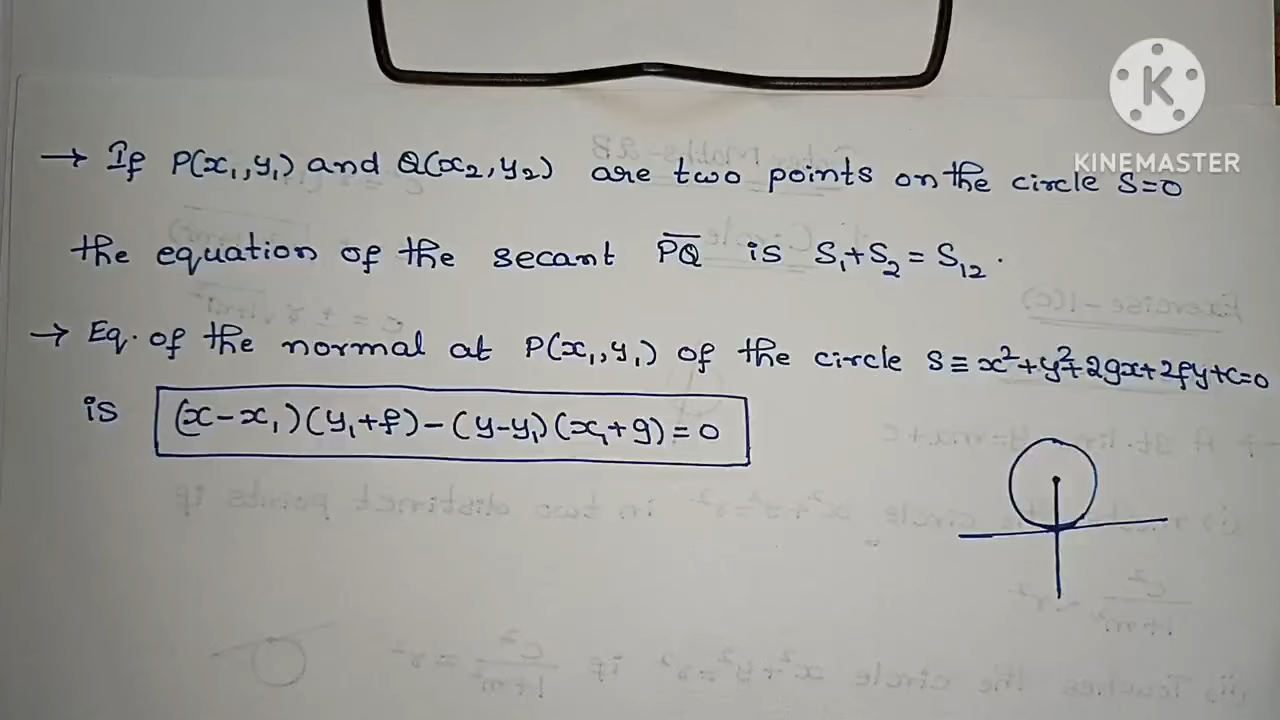 KINEMASTER
→ If P(x₁,y₁) and Q(x₂,y₂) are two points on the circle S=0
the equation of the secant P̅Q̅ is S₁+S₂=S₁₂.
→ Eq. of the normal at P(x₁,y₁) of the circle S≡x²+y²+2gx+2fy+c=0
is (x-x₁)(y₁+f)-(y-y₁)(x₁+g)=0